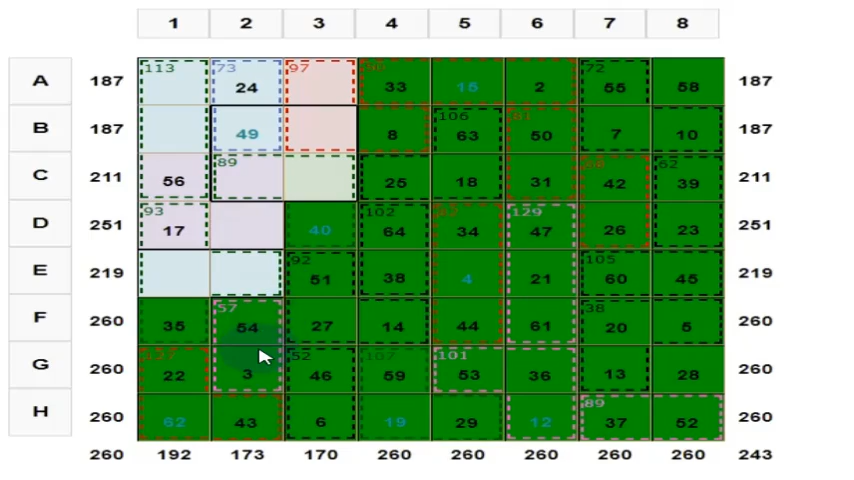 1 2 3 4 5 6 7 8
113 73 97 72
A 187 24 33 15 2 55 58 187
106
B 187 49 8 63 50 7 10 187
89 62
C 211 56 25 18 31 42 39 211
93 102 129
D 251 17 40 64 34 47 26 23 251
92 105
E 219 51 38 4 21 60 45 219
57 38
F 260 35 54 27 14 44 61 20 5 260
127 52 107 101
G 260 22 3 46 59 53 36 13 28 260
89
H 260 62 43 6 19 29 12 37 52 260
260 192 173 170 260 260 260 260 260 243